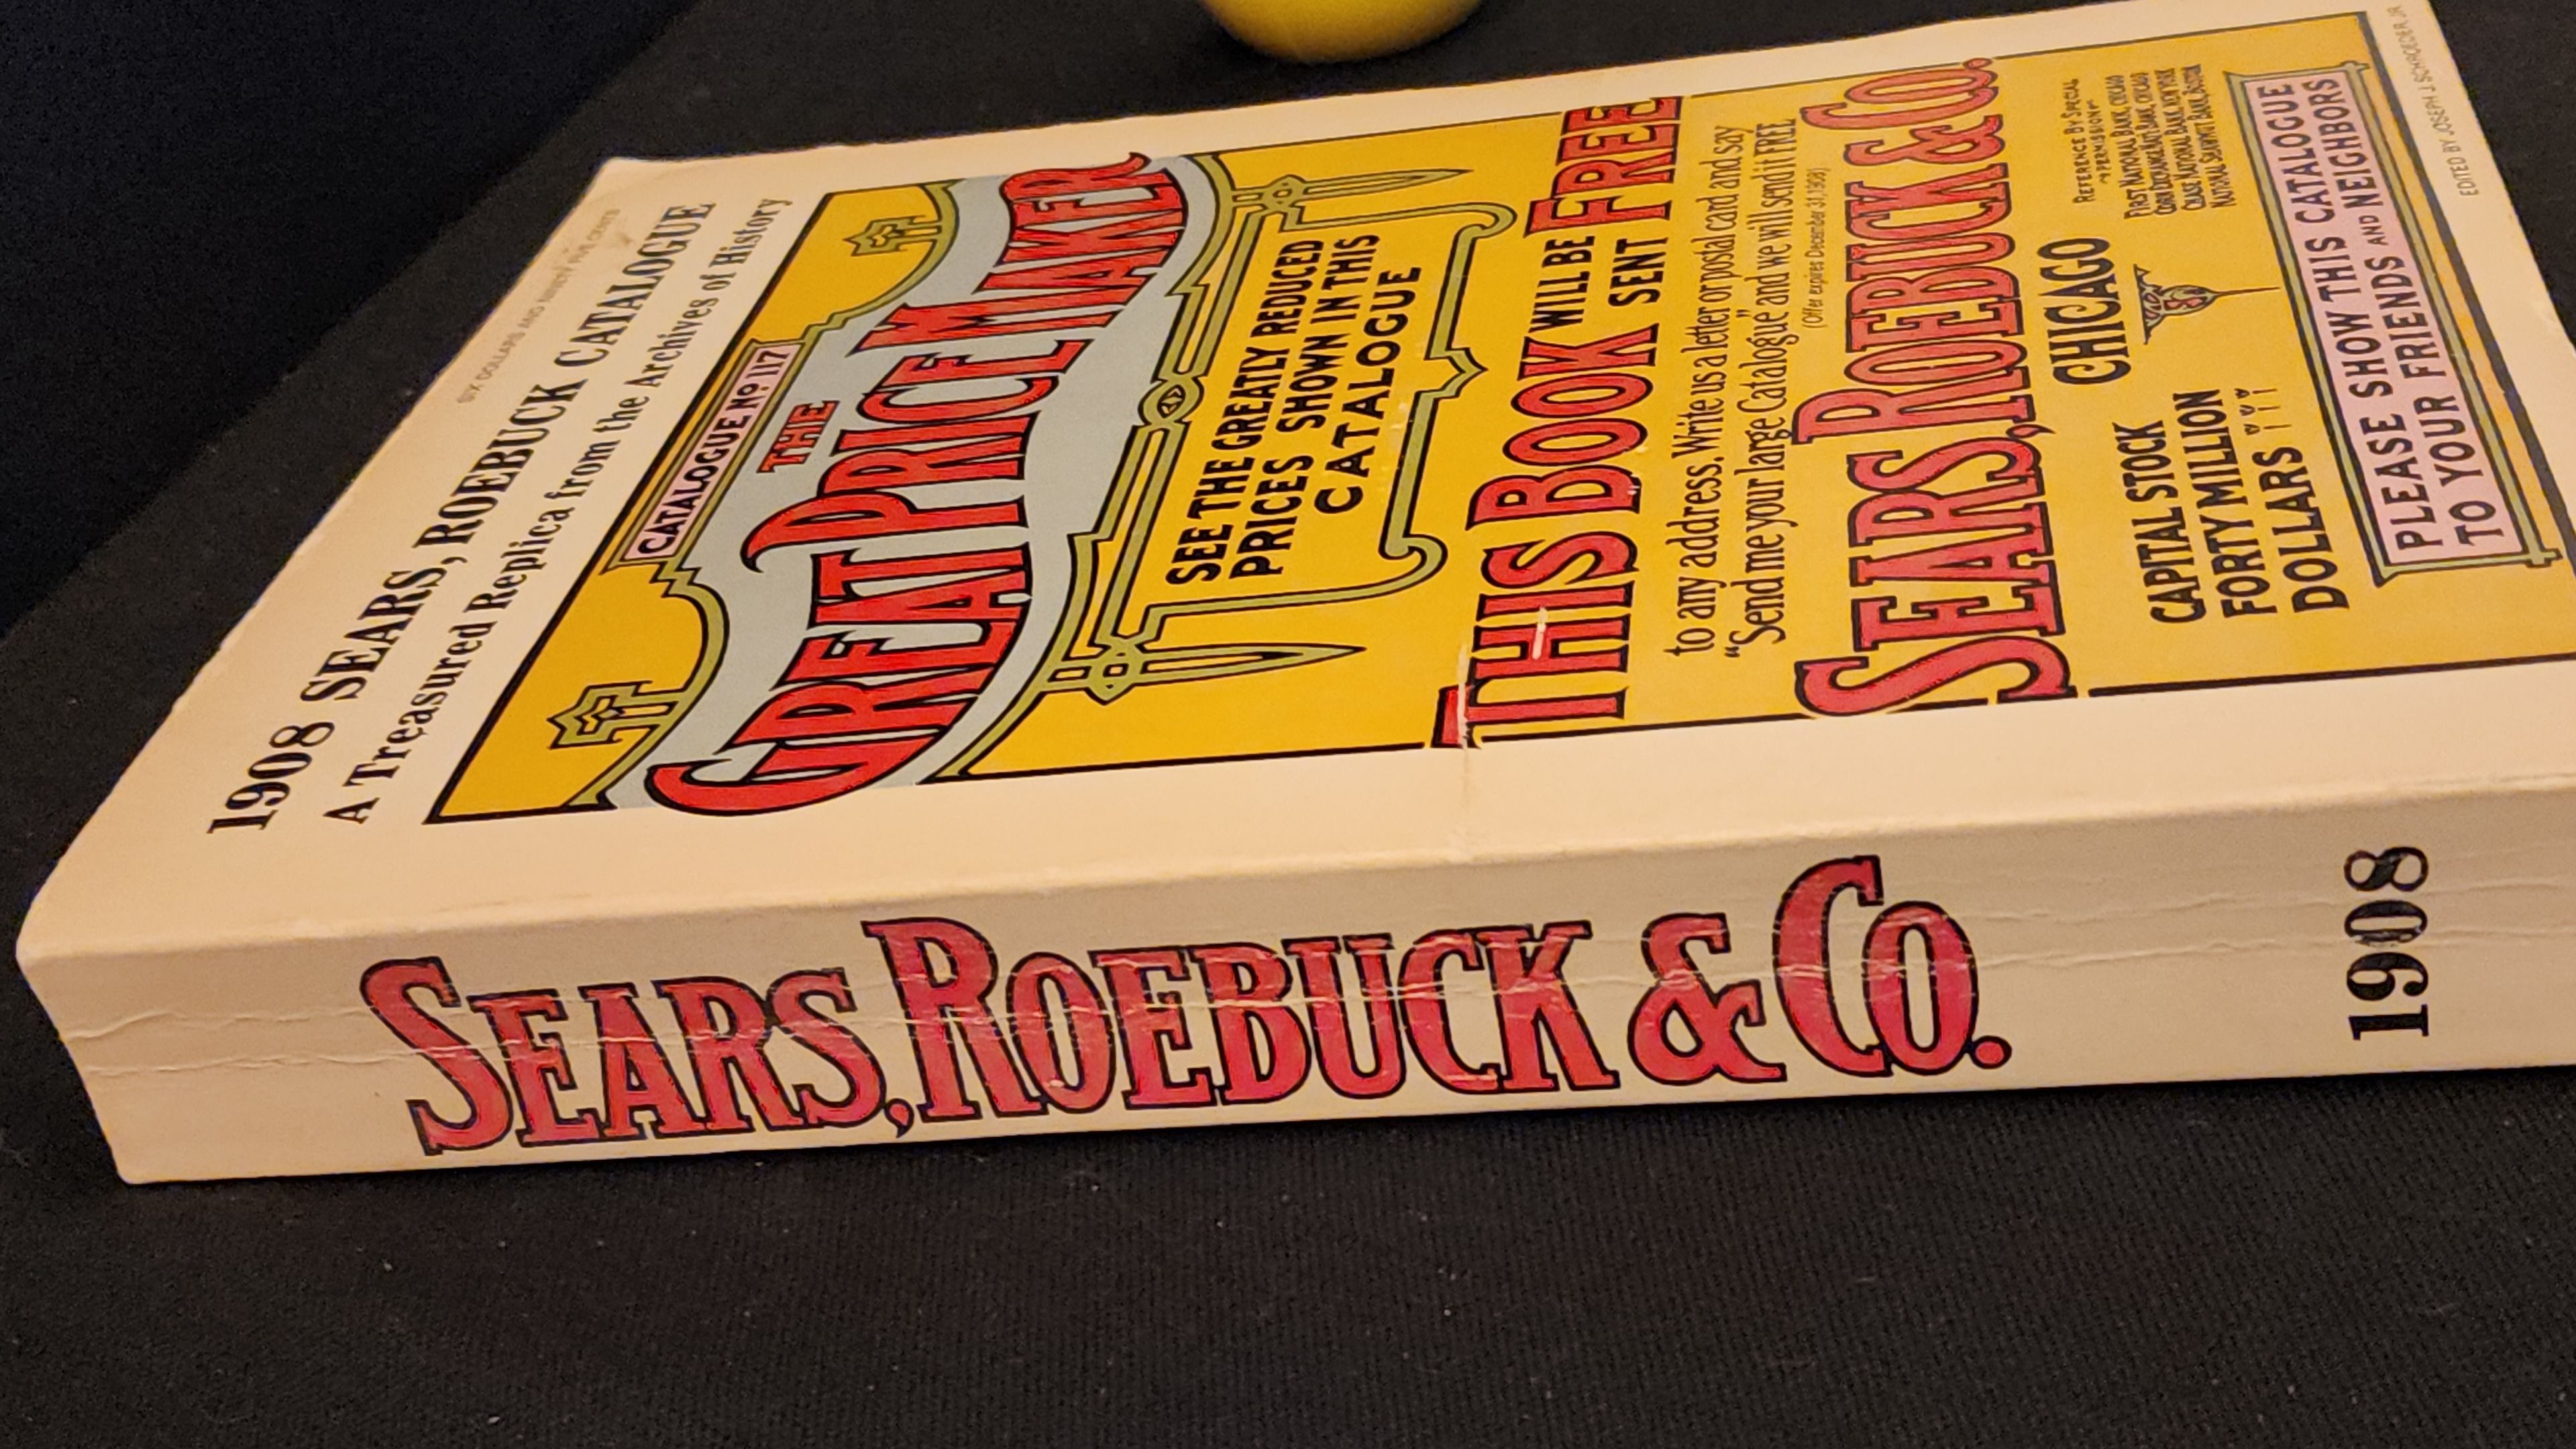 SIX DOLLARS AND NINETY FIVE CENTS
1908 SEARS, ROEBUCK CATALOGUE
A Treasured Replica from the Archives of History
CATALOGUE No 117
THE
GREAT PRICE MAKER
SEE THE GREATLY REDUCED
PRICES SHOWN IN THIS
CATALOGUE
THIS BOOK WILL BE SENT FREE
to any address. Write us a letter or postal card and say
“Send me your large Catalogue” and we will send it FREE
(Offer expires December 31, 1908)
SEARS, ROEBUCK & CO.
CHICAGO
CAPITAL STOCK
FORTY MILLION
DOLLARS
REFERENCE BY SPECIAL
PERMISSION
FIRST NATIONAL BANK, CHICAGO
CORN EXCHANGE NAT. BANK, CHICAGO
CHASE NATIONAL BANK, NEW YORK
NATIONAL SHAWMUT BANK, BOSTON
PLEASE SHOW THIS CATALOGUE
TO YOUR FRIENDS AND NEIGHBORS
EDITED BY JOSEPH J. SCHROEDER JR
SEARS, ROEBUCK & CO.
1908